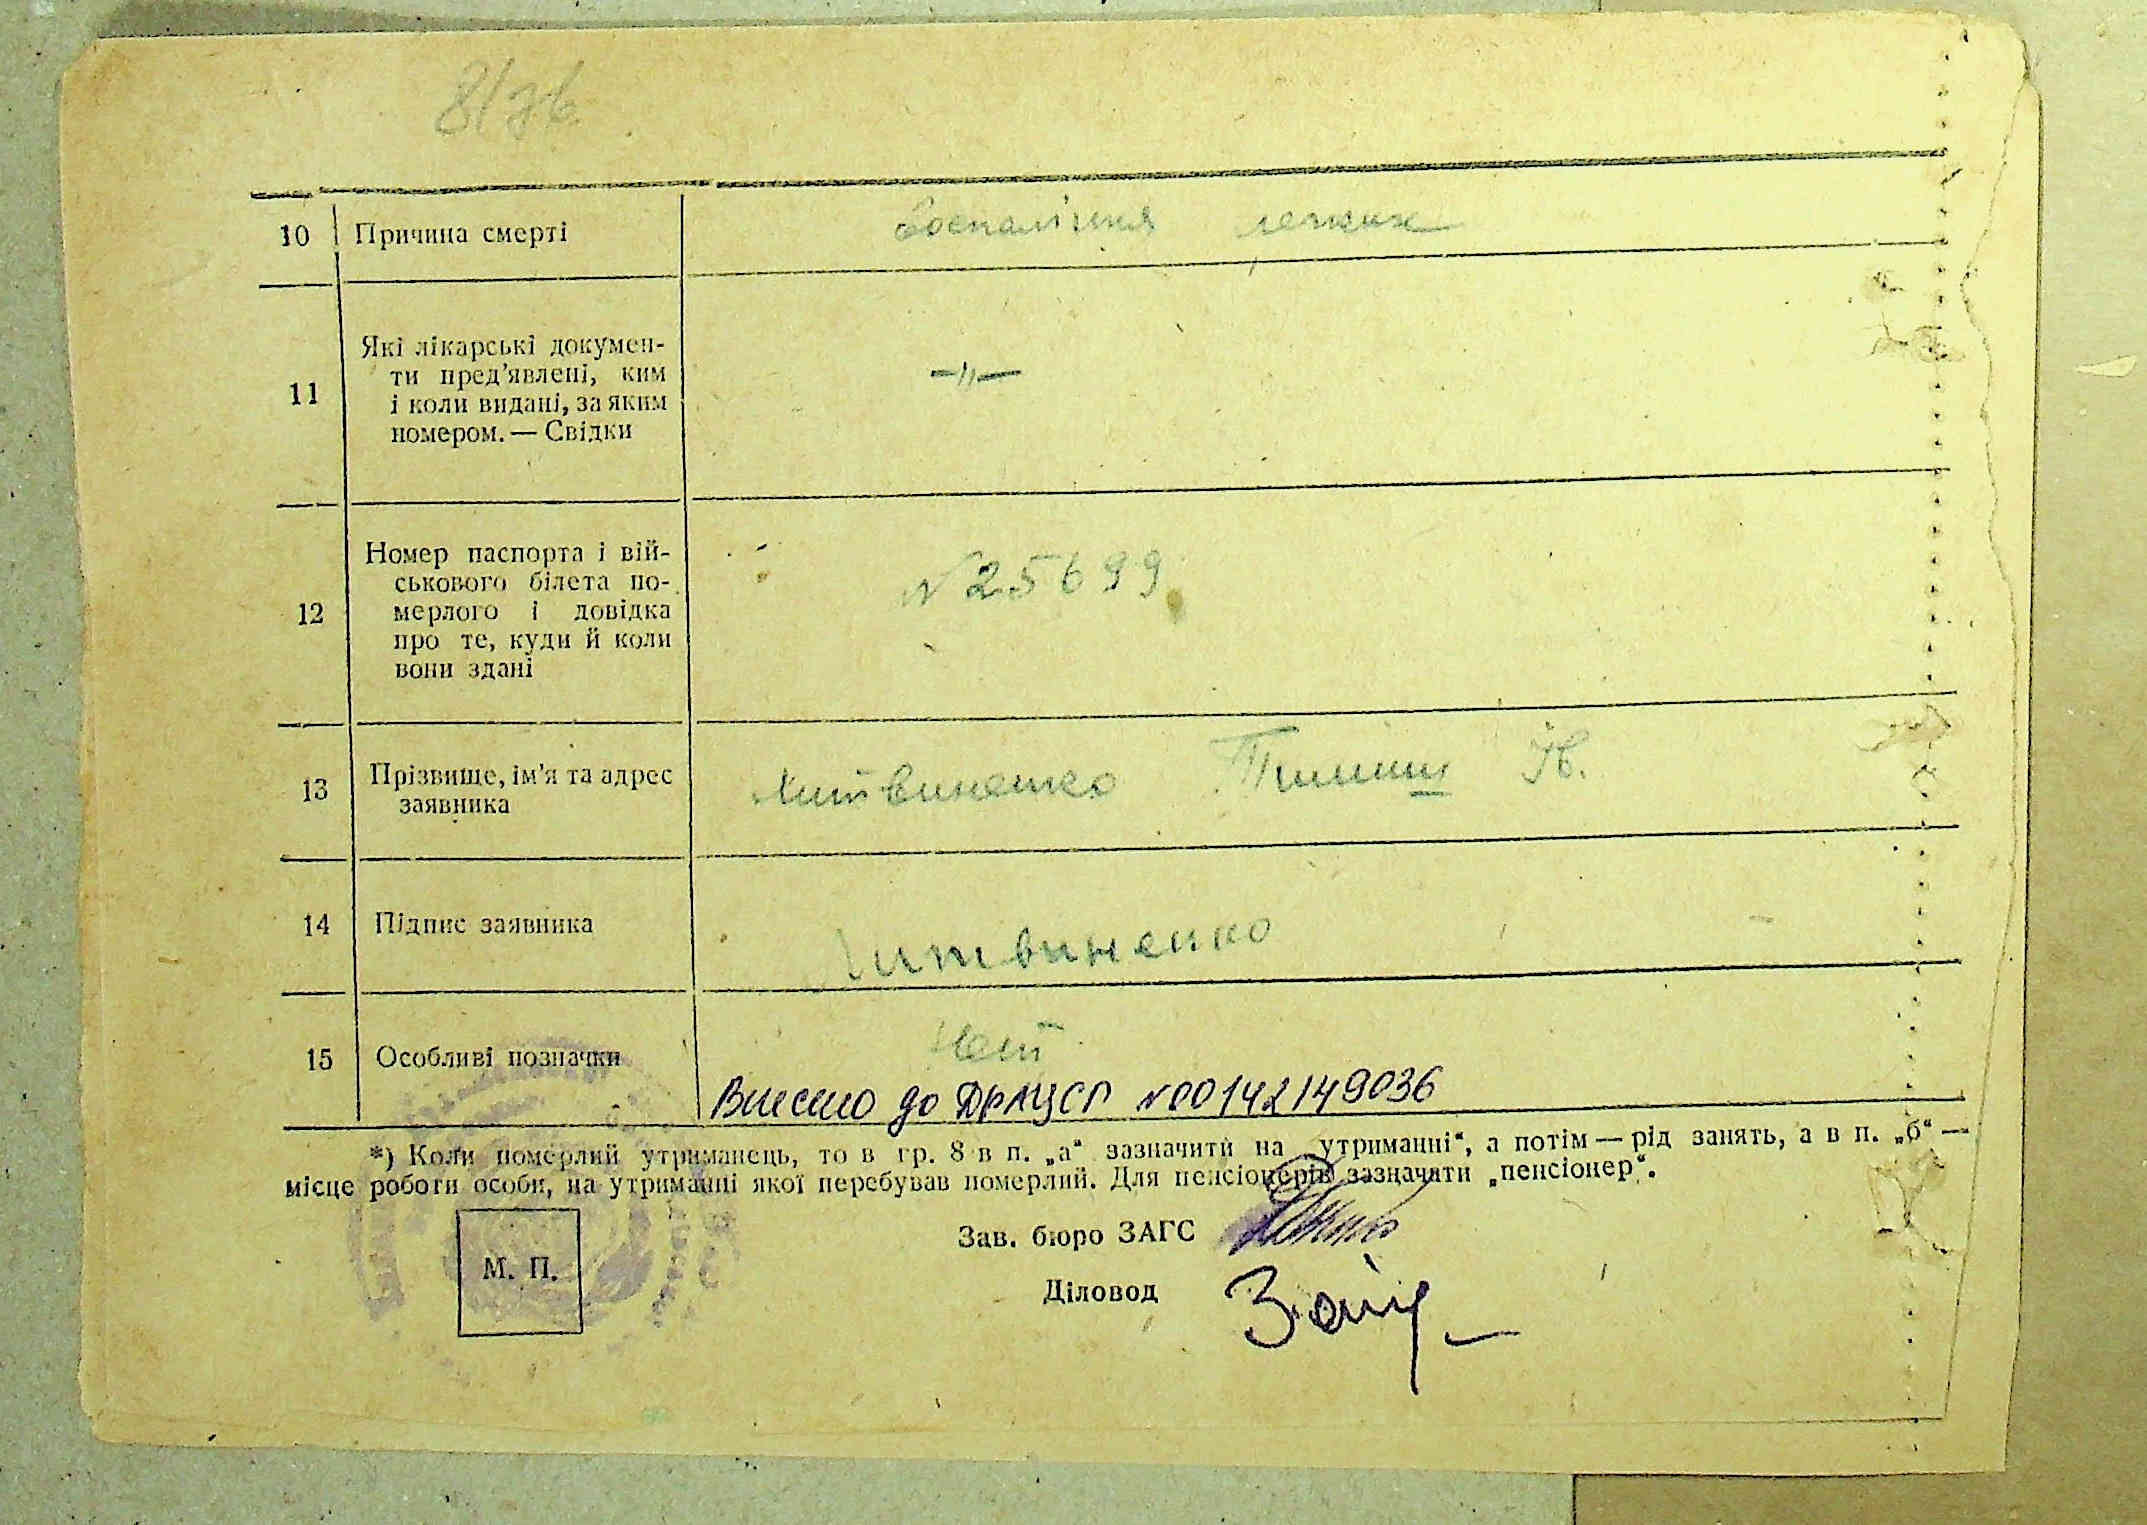 10 Причина смерти
11 Які лікарські докумен-
ти пред’явлені, ким
і коли видані, за яким
номером. — Свідки
—„—
12 Номер паспорта і вій-
ськового білета по-
мерлого і довідка
про те, куди й коли
вони здані
№ 25699
13 Прізвище, ім’я та адрес
заявника
Литвиненко
14 Підпис заявника
Литвиненко
15 Особливі позначки
Нет
Внесено до ДРАЦСГ №00142149036
*) Коли померлий утриманець, то в гр. 8 в п. „а“ зазначити на „утриманні“, а потім — рід занять, а в п. „б“ —
місце роботи особи, на утриманні якої перебував померлий. Для пенсіонерів зазначати „пенсіонер“.
Зав. бюро ЗАГС
М. П.
Діловод